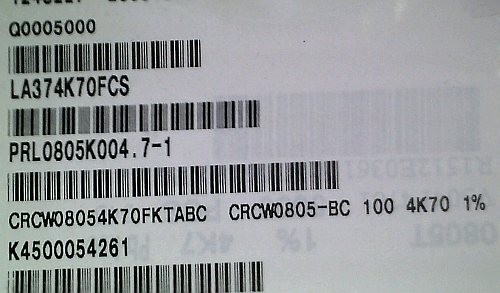 Q0005000
LA374K70FCS
PRL0805K004.7-1
CRCW08054K70FKTABC CRCW0805-BC 100 4K70 1%
K4500054261